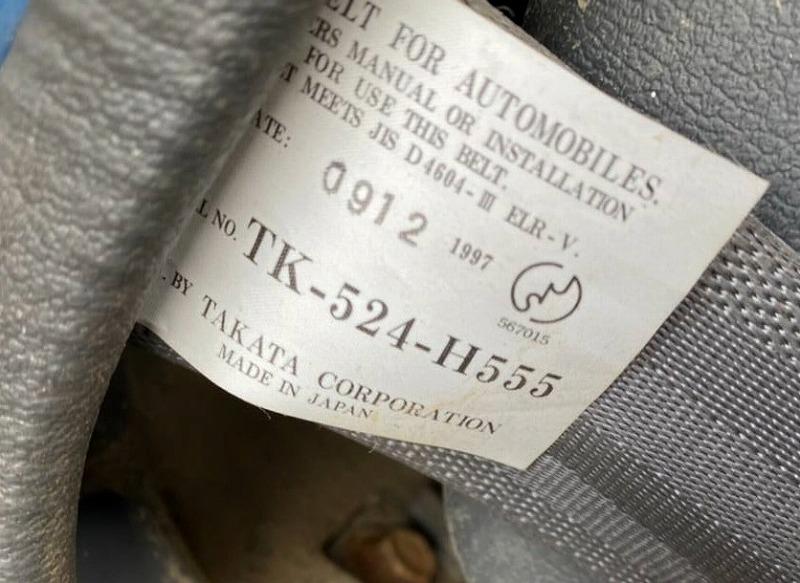 ELT FOR AUTOMOBILES.
ERS MANUAL OR INSTALLATION
FOR USE THIS BELT.
MEETS JIS D4604-Ⅲ ELR-V.
ATE:
0912 1997
567015
L NO. TK-524-H555
BY TAKATA CORPORATION
MADE IN JAPAN